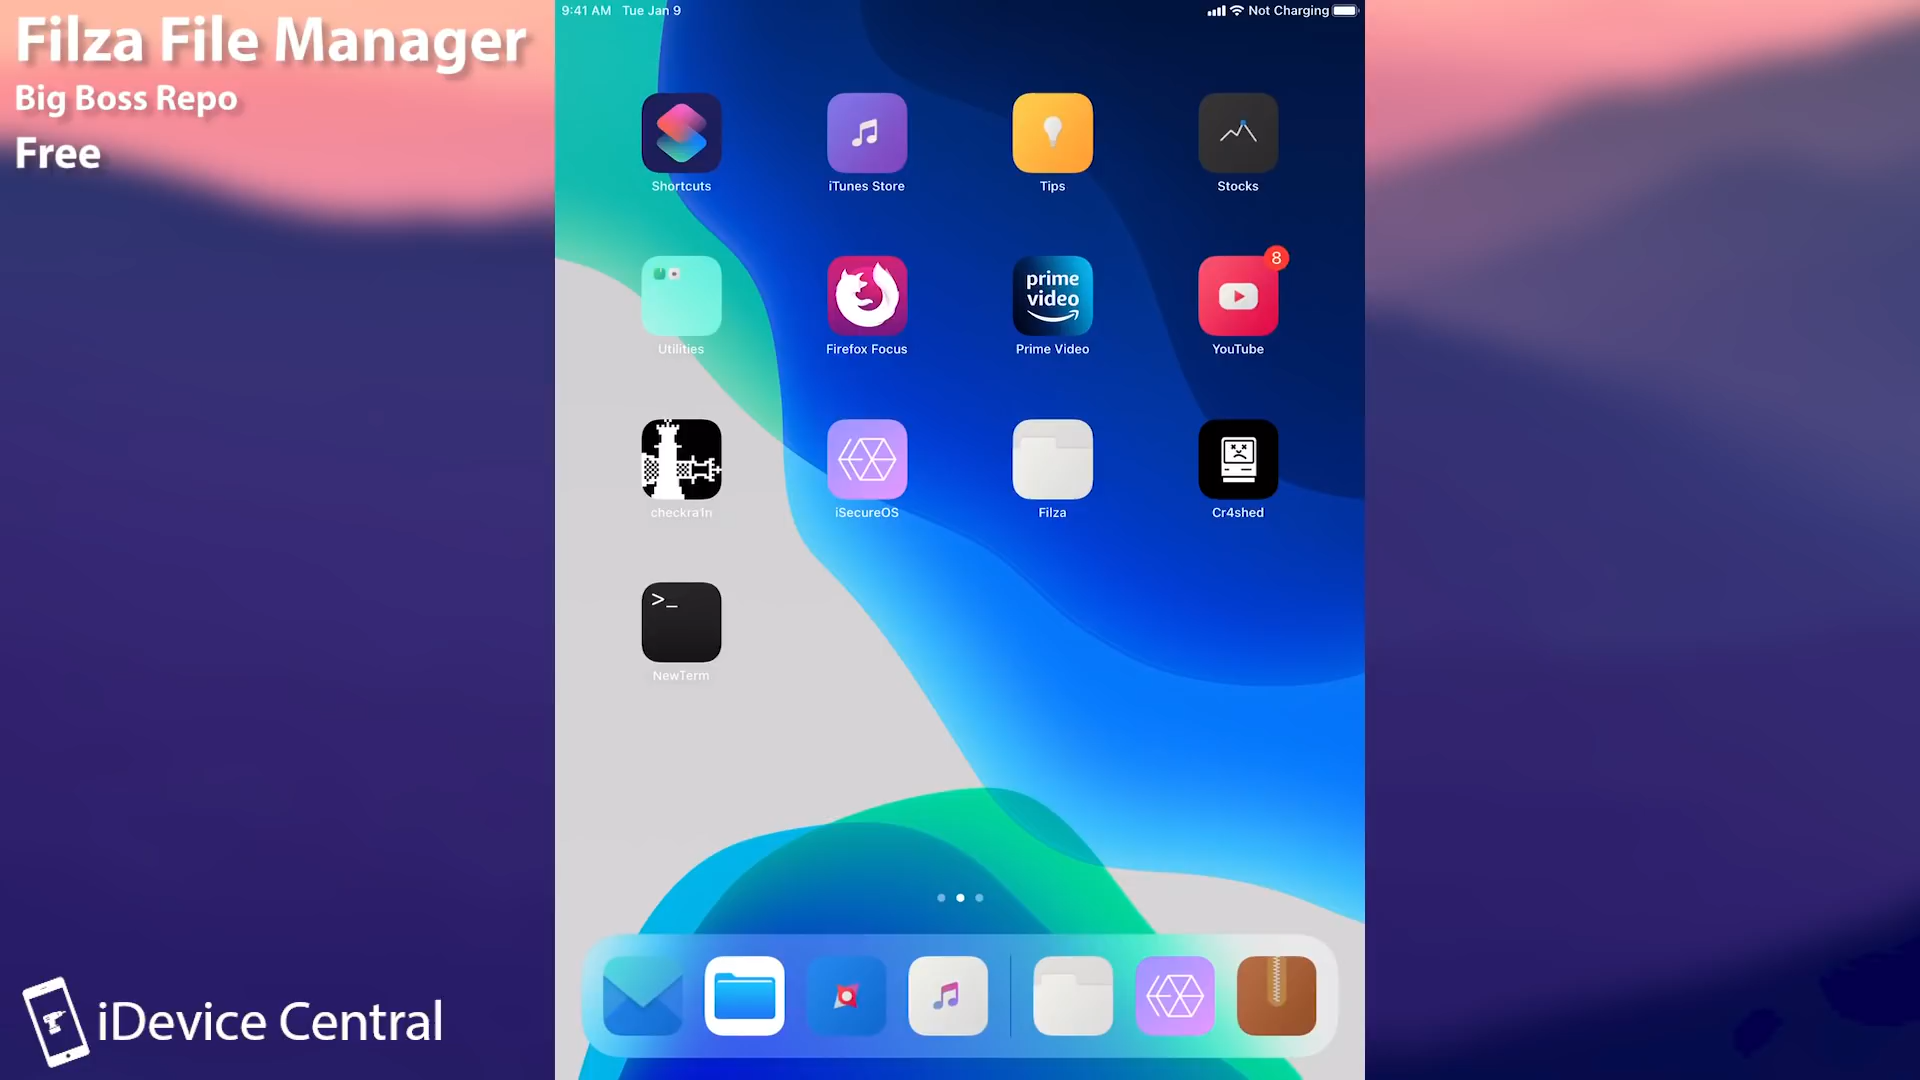 Filza File Manager
Big Boss Repo
Free
9:41 AM Tue Jan 9
Not Charging
Shortcuts
iTunes Store
Tips
Stocks
8
Utilities
Firefox Focus
prime
video
Prime Video
YouTube
checkra1n
iSecureOS
Filza
Cr4shed
>_
NewTerm
iDevice Central